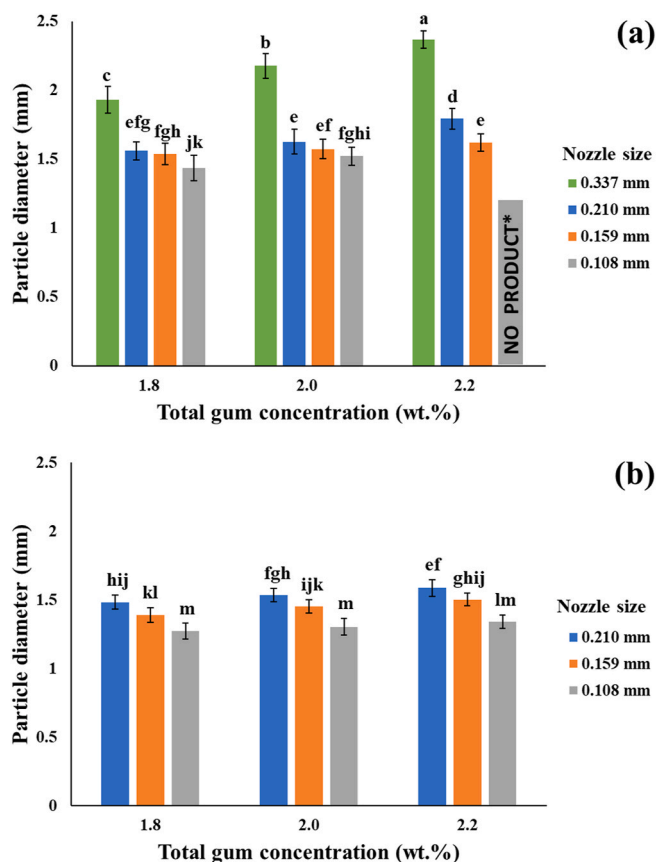 (a)
Particle diameter (mm)
2.5
2
1.5
1
0.5
0
c
efg
fgh
jk
b
e
ef
fghi
a
d
e
NO PRODUCT*
1.8
2.0
2.2
Total gum concentration (wt.%)
Nozzle size
0.337 mm
0.210 mm
0.159 mm
0.108 mm
(b)
Particle diameter (mm)
2.5
2
1.5
1
0.5
0
hij
kl
m
fgh
ijk
m
ef
ghij
lm
1.8
2.0
2.2
Total gum concentration (wt.%)
Nozzle size
0.210 mm
0.159 mm
0.108 mm